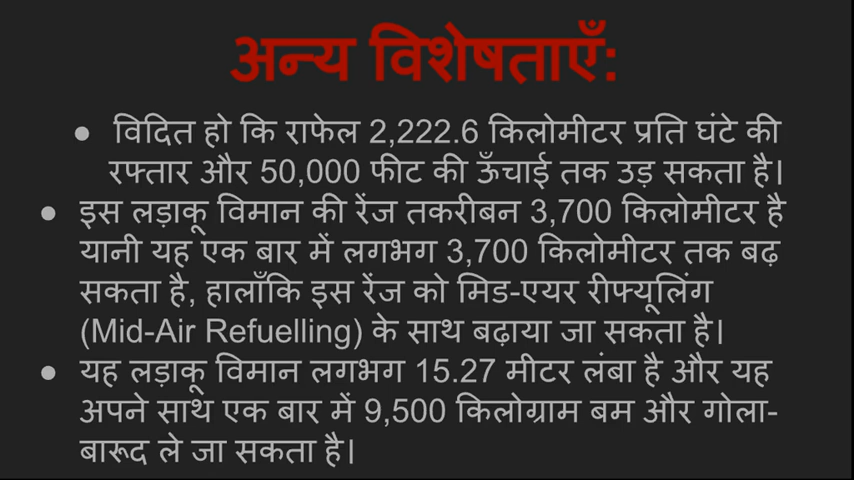 अन्य विशेषताएँ:
● विदित हो कि राफेल 2,222.6 किलोमीटर प्रति घंटे की
रफ्तार और 50,000 फीट की ऊँचाई तक उड़ सकता है।
● इस लड़ाकू विमान की रेंज तकरीबन 3,700 किलोमीटर है
यानी यह एक बार में लगभग 3,700 किलोमीटर तक बढ़
सकता है, हालाँकि इस रेंज को मिड-एयर रीफ्यूलिंग
(Mid-Air Refuelling) के साथ बढ़ाया जा सकता है।
● यह लड़ाकू विमान लगभग 15.27 मीटर लंबा है और यह
अपने साथ एक बार में 9,500 किलोग्राम बम और गोला-
बारूद ले जा सकता है।